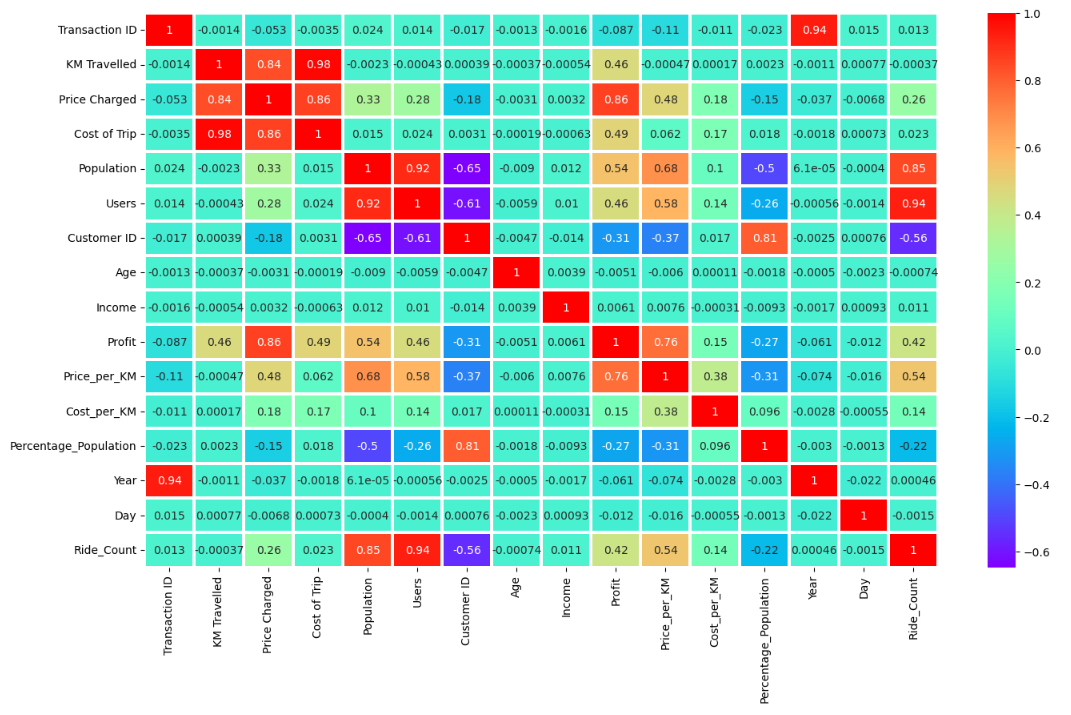 Transaction ID 1 -0.0014 -0.053 -0.0035 0.024 0.014 -0.017 -0.0013 -0.0016 -0.087 -0.11 -0.011 -0.023 0.94 0.015 0.013
KM Travelled -0.0014 1 0.84 0.98 -0.0023 -0.00043 0.00039 -0.00037 -0.00054 0.46 -0.00047 0.00017 0.0023 -0.0011 0.00077 -0.00037
Price Charged -0.053 0.84 1 0.86 0.33 0.28 -0.18 -0.0031 0.0032 0.86 0.48 0.18 -0.15 -0.037 -0.0068 0.26
Cost of Trip -0.0035 0.98 0.86 1 0.015 0.024 0.0031 -0.00019 -0.00063 0.49 0.062 0.17 0.018 -0.0018 0.00073 0.023
Population 0.024 -0.0023 0.33 0.015 1 0.92 -0.65 -0.009 0.012 0.54 0.68 0.1 -0.5 6.1e-05 -0.0004 0.85
Users 0.014 -0.00043 0.28 0.024 0.92 1 -0.61 -0.0059 0.01 0.46 0.58 0.14 -0.26 -0.00056 -0.0014 0.94
Customer ID -0.017 0.00039 -0.18 0.0031 -0.65 -0.61 1 -0.0047 -0.014 -0.31 -0.37 0.017 0.81 -0.0025 0.00076 -0.56
Age -0.0013 -0.00037 -0.0031 -0.00019 -0.009 -0.0059 -0.0047 1 0.0039 -0.0051 -0.006 0.00011 -0.0018 -0.0005 -0.0023 -0.00074
Income -0.0016 -0.00054 0.0032 -0.00063 0.012 0.01 -0.014 0.0039 1 0.0061 0.0076 -0.00031 -0.0093 -0.0017 0.00093 0.011
Profit -0.087 0.46 0.86 0.49 0.54 0.46 -0.31 -0.0051 0.0061 1 0.76 0.15 -0.27 -0.061 -0.012 0.42
Price_per_KM -0.11 -0.00047 0.48 0.062 0.68 0.58 -0.37 -0.006 0.0076 0.76 1 0.38 -0.31 -0.074 -0.016 0.54
Cost_per_KM -0.011 0.00017 0.18 0.17 0.1 0.14 0.017 0.00011 -0.00031 0.15 0.38 1 0.096 -0.0028 -0.00055 0.14
Percentage_Population -0.023 0.0023 -0.15 0.018 -0.5 -0.26 0.81 -0.0018 -0.0093 -0.27 -0.31 0.096 1 -0.003 -0.0013 -0.22
Year 0.94 -0.0011 -0.037 -0.0018 6.1e-05 -0.00056 -0.0025 -0.0005 -0.0017 -0.061 -0.074 -0.0028 -0.003 1 -0.022 0.00046
Day 0.015 0.00077 -0.0068 0.00073 -0.0004 -0.0014 0.00076 -0.0023 0.00093 -0.012 -0.016 -0.00055 -0.0013 -0.022 1 -0.0015
Ride_Count 0.013 -0.00037 0.26 0.023 0.85 0.94 -0.56 -0.00074 0.011 0.42 0.54 0.14 -0.22 0.00046 -0.0015 1
Transaction ID
KM Travelled
Price Charged
Cost of Trip
Population
Users
Customer ID
Age
Income
Profit
Price_per_KM
Cost_per_KM
Percentage_Population
Year
Day
Ride_Count
1.0
0.8
0.6
0.4
0.2
0.0
−0.2
−0.4
−0.6